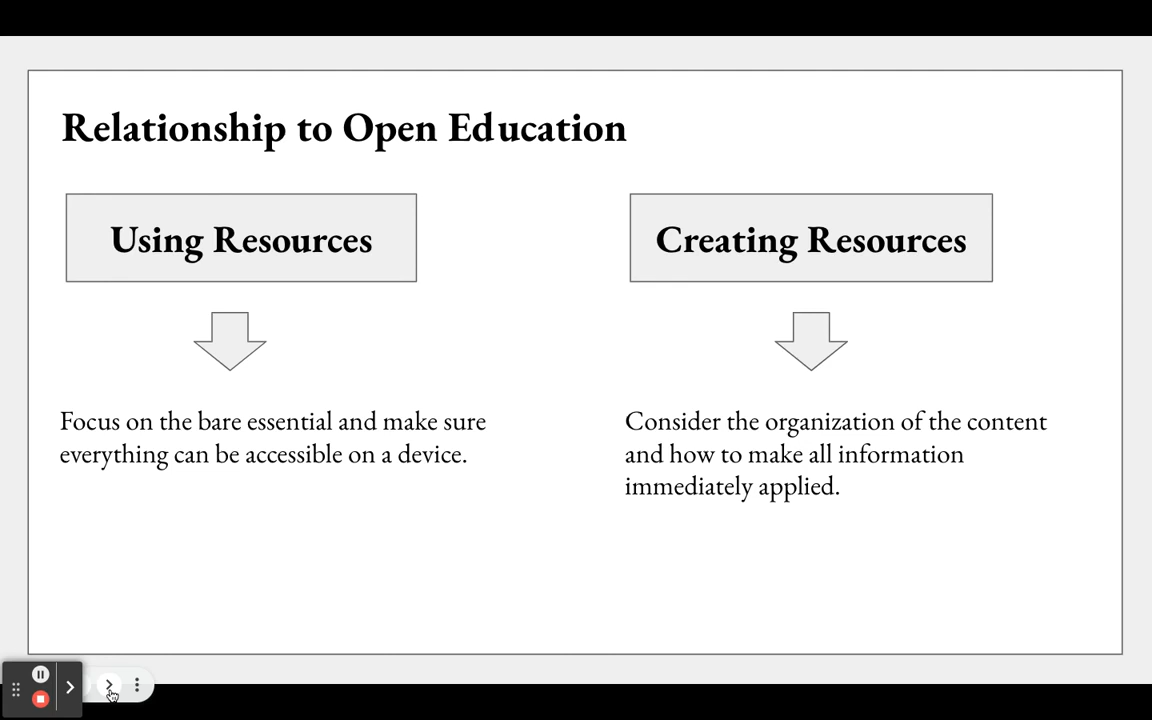 Relationship to Open Education
Using Resources
Creating Resources
Focus on the bare essential and make sure
everything can be accessible on a device.
Consider the organization of the content
and how to make all information
immediately applied.